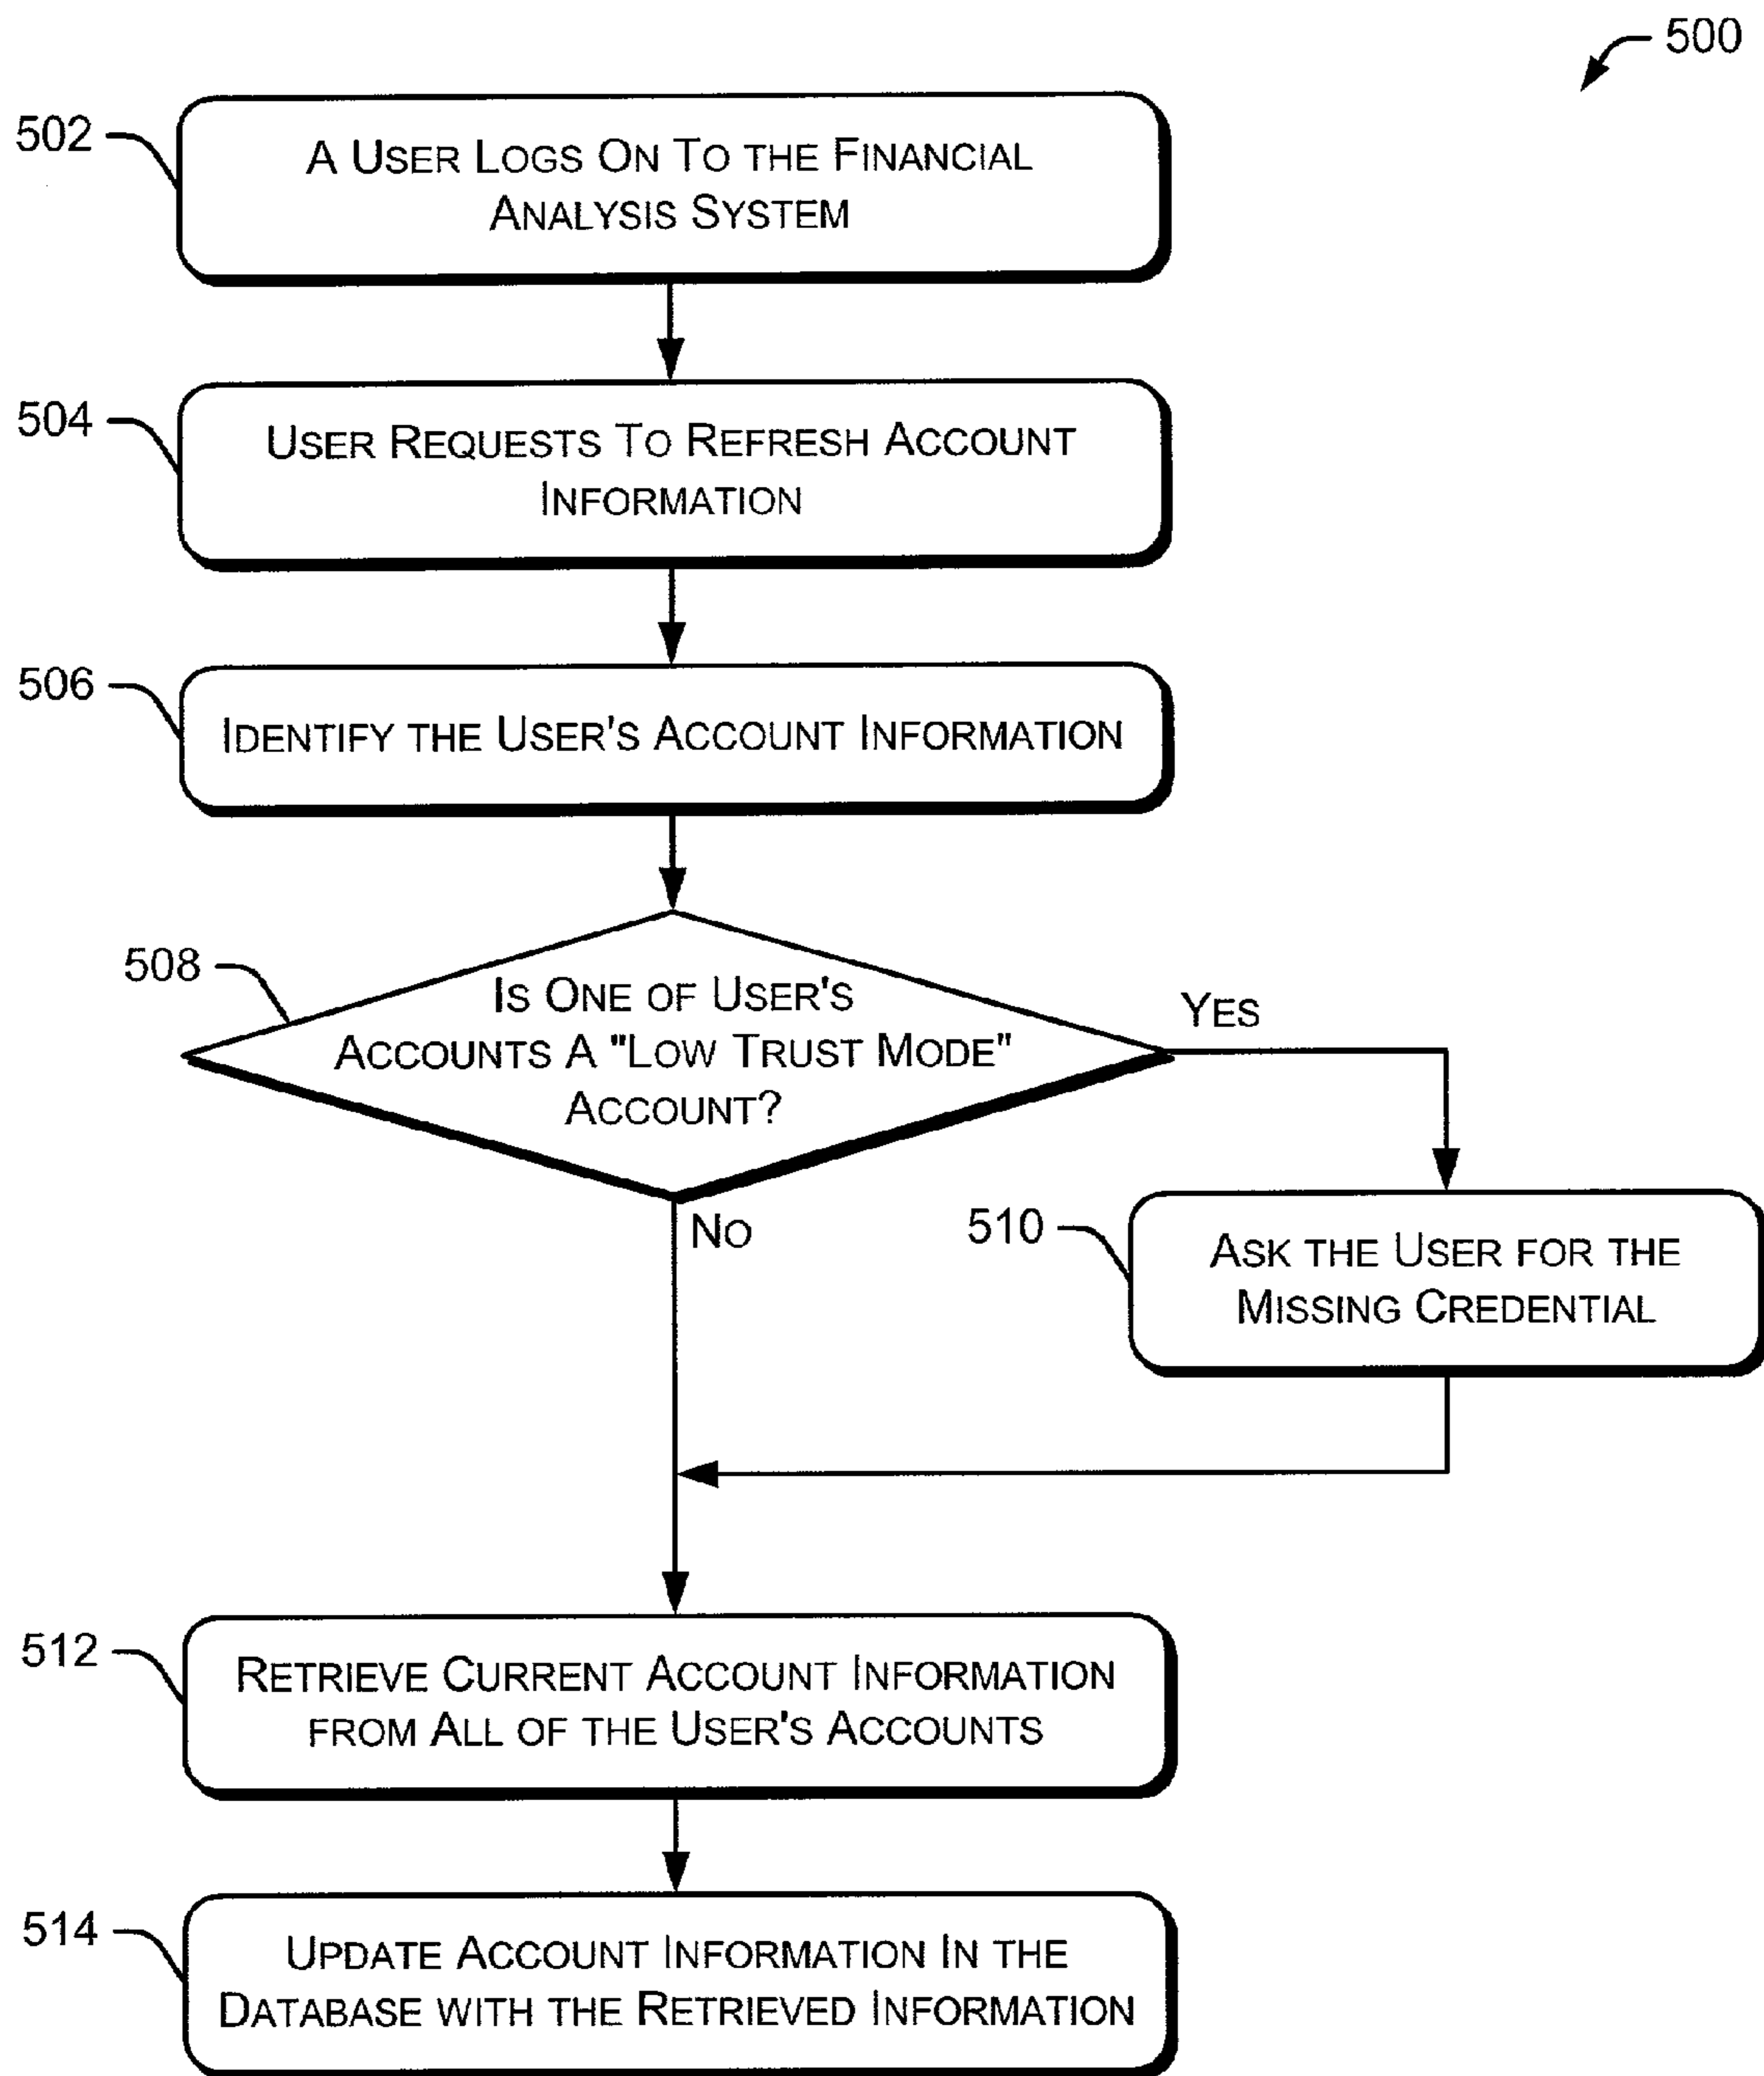 500
502
A USER LOGS ON TO THE FINANCIAL
ANALYSIS SYSTEM
504
USER REQUESTS TO REFRESH ACCOUNT
INFORMATION
506
IDENTIFY THE USER'S ACCOUNT INFORMATION
508
IS ONE OF USER'S
ACCOUNTS A "LOW TRUST MODE"
ACCOUNT?
YES
NO
510
ASK THE USER FOR THE
MISSING CREDENTIAL
512
RETRIEVE CURRENT ACCOUNT INFORMATION
FROM ALL OF THE USER'S ACCOUNTS
514
UPDATE ACCOUNT INFORMATION IN THE
DATABASE WITH THE RETRIEVED INFORMATION